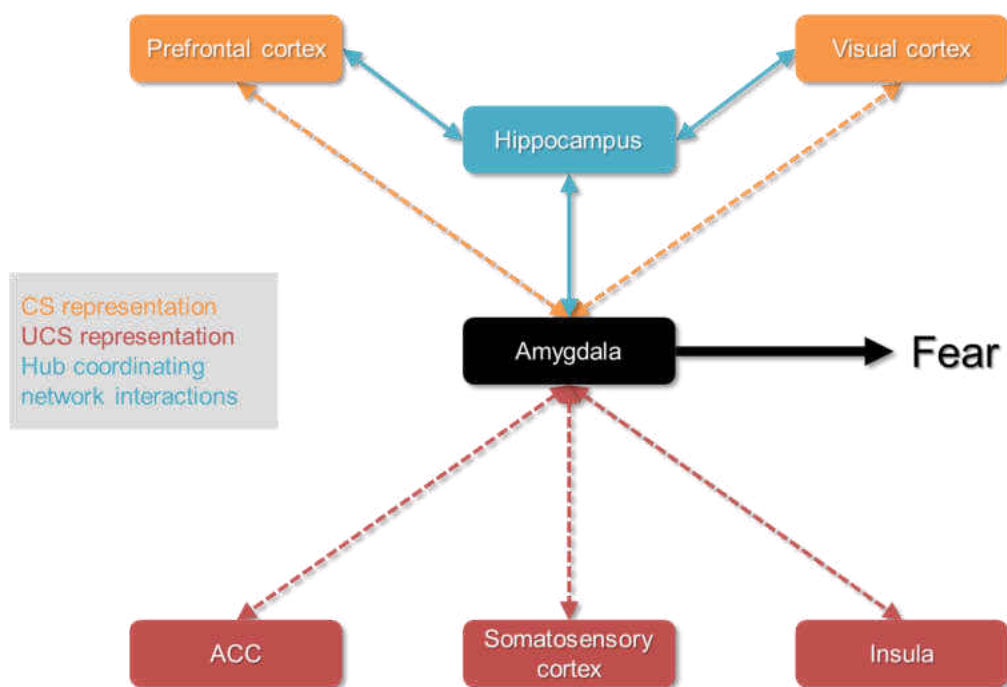 Prefrontal cortex
Visual cortex
Hippocampus
CS representation
UCS representation
Hub coordinating
network interactions
Amygdala
Fear
ACC
Somatosensory
cortex
Insula